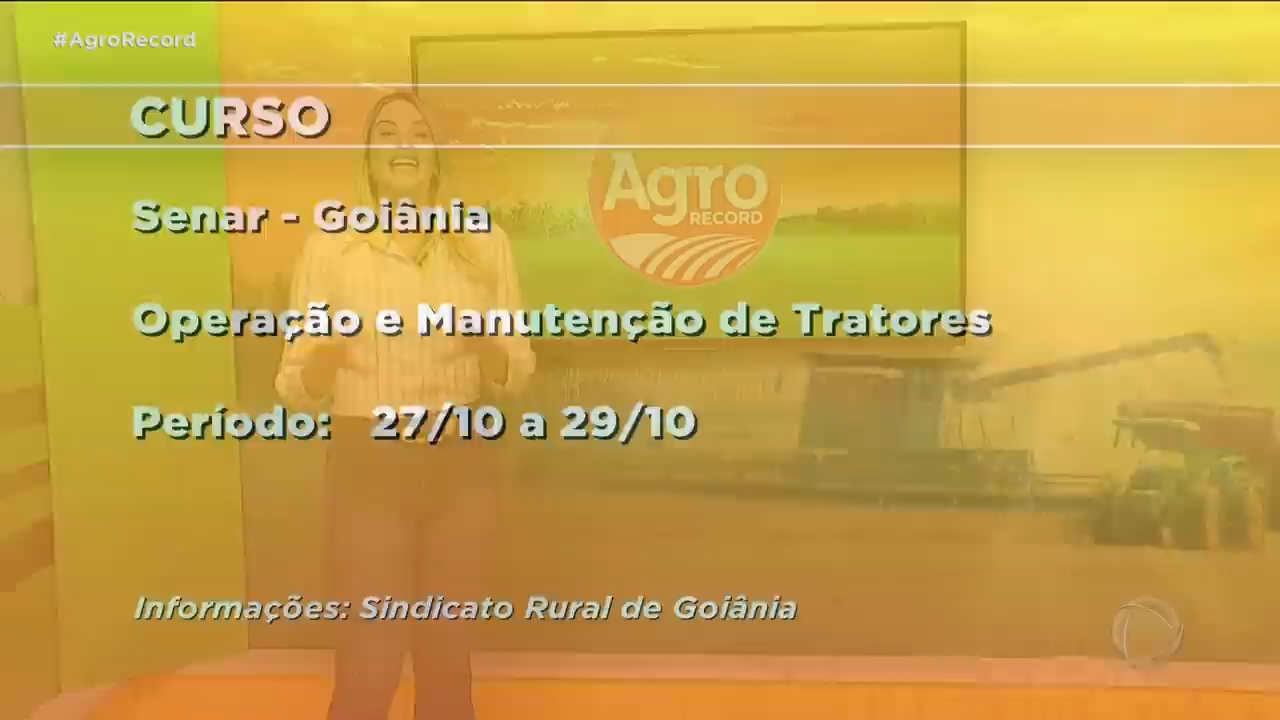 #AgroRecord
CURSO
Agro
RECORD
Senar - Goiânia
Operação e Manutenção de Tratores
Período: 27/10 a 29/10
Informações: Sindicato Rural de Goiânia